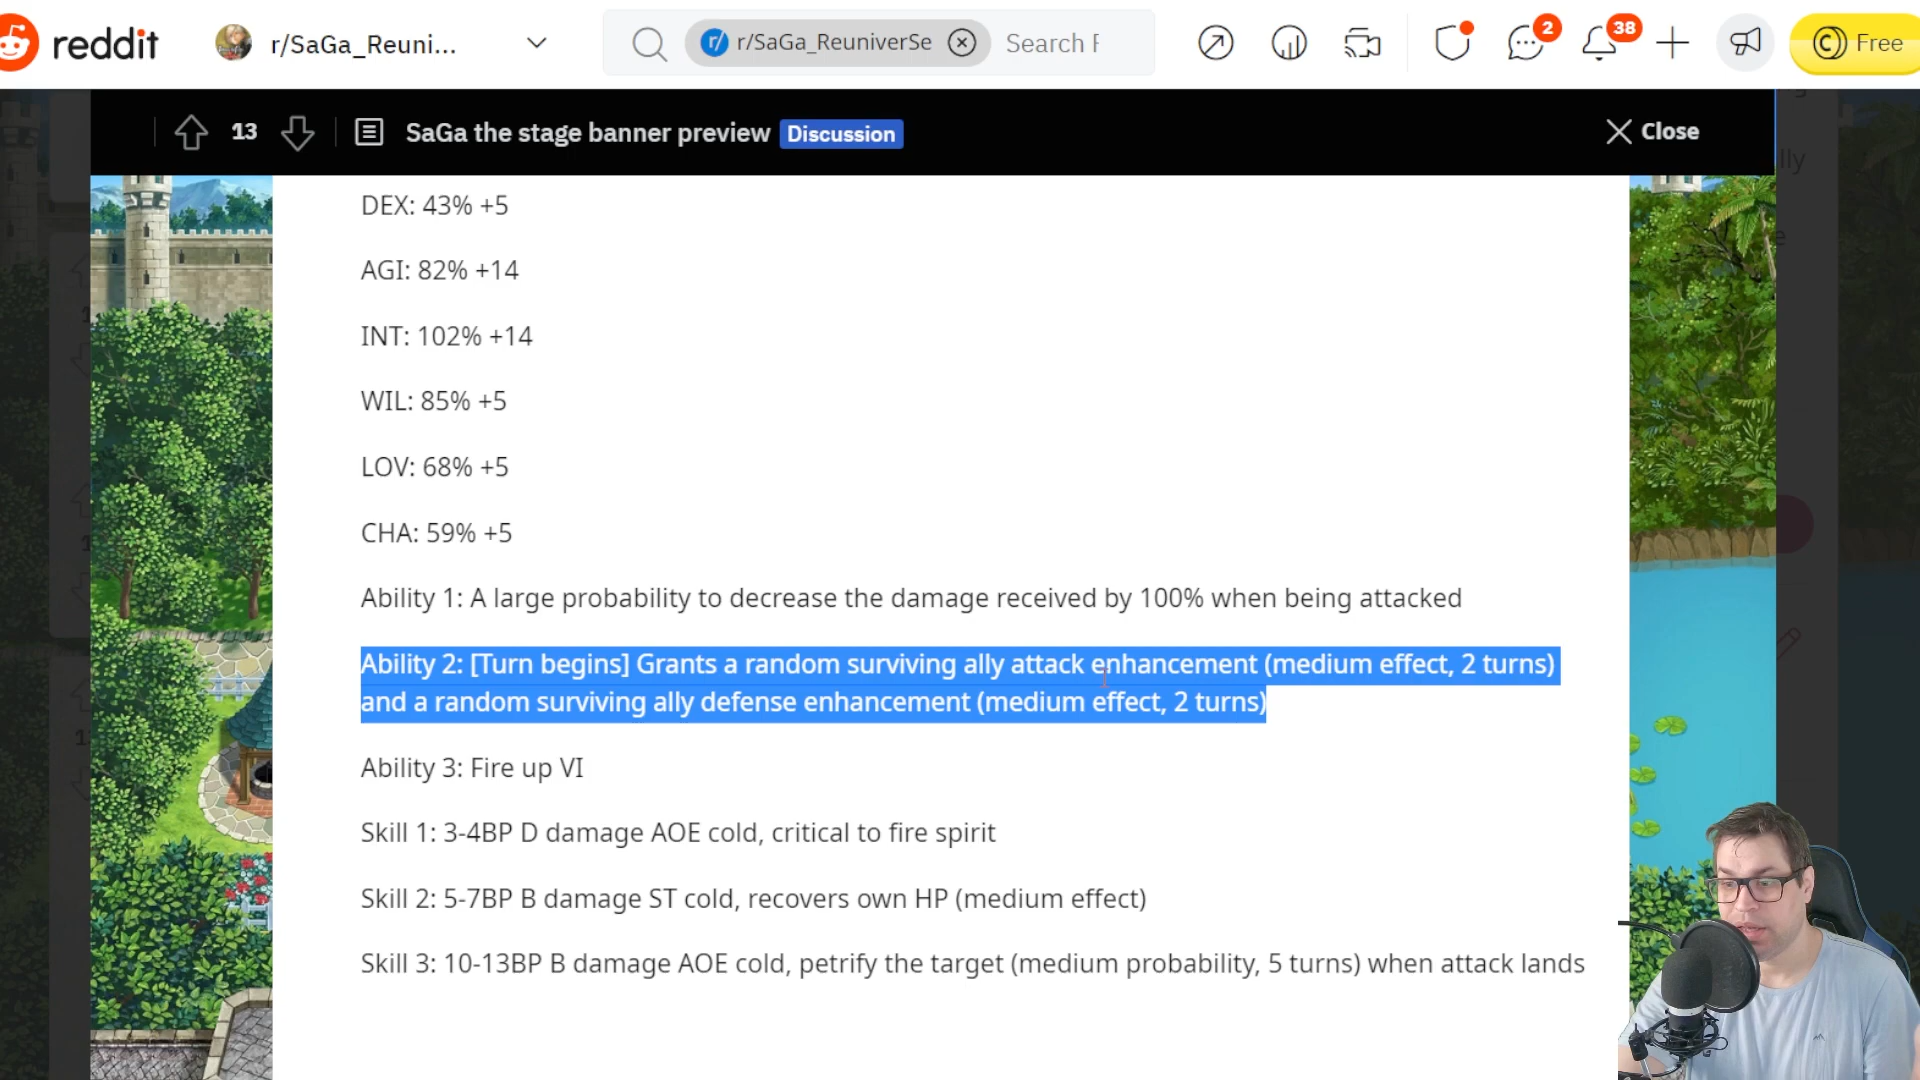 reddit
r/SaGa_Reuni...
r/SaGa_ReuniverSe
Search
2
38
Free
13
SaGa the stage banner preview
Discussion
Close
DEX: 43% +5
AGI: 82% +14
INT: 102% +14
WIL: 85% +5
LOV: 68% +5
CHA: 59% +5
Ability 1: A large probability to decrease the damage received by 100% when being attacked
Ability 2: [Turn begins] Grants a random surviving ally attack enhancement (medium effect, 2 turns)
and a random surviving ally defense enhancement (medium effect, 2 turns)
Ability 3: Fire up VI
Skill 1: 3-4BP D damage AOE cold, critical to fire spirit
Skill 2: 5-7BP B damage ST cold, recovers own HP (medium effect)
Skill 3: 10-13BP B damage AOE cold, petrify the target (medium probability, 5 turns) when attack lands